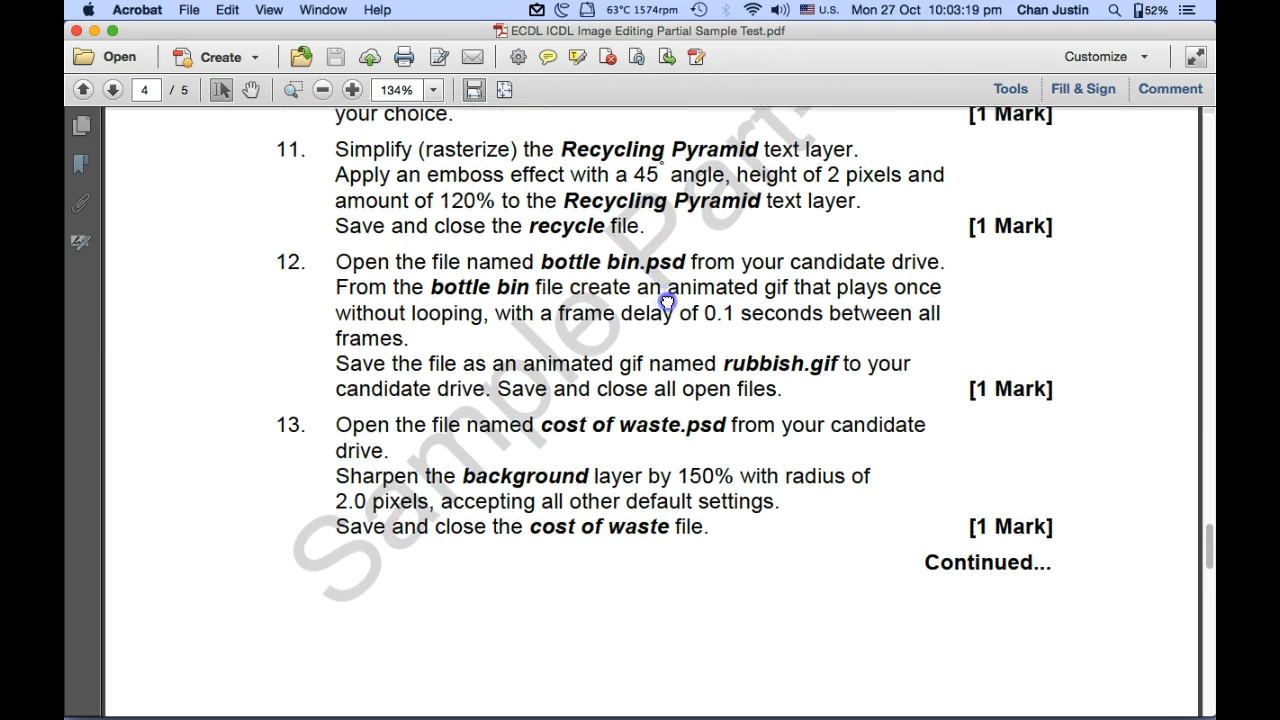 Acrobat File Edit View Window Help 63°C 1574rpm U.S. Mon 27 Oct 10:03:19 pm Chan Justin 52%
ECDL ICDL Image Editing Partial Sample Test.pdf
Open Create Customize
4 / 5 134% Tools Fill & Sign Comment
your choice. [1 Mark]
11. Simplify (rasterize) the Recycling Pyramid text layer.
Apply an emboss effect with a 45° angle, height of 2 pixels and
amount of 120% to the Recycling Pyramid text layer.
Save and close the recycle file. [1 Mark]
12. Open the file named bottle bin.psd from your candidate drive.
From the bottle bin file create an animated gif that plays once
without looping, with a frame delay of 0.1 seconds between all
frames.
Save the file as an animated gif named rubbish.gif to your
candidate drive. Save and close all open files. [1 Mark]
13. Open the file named cost of waste.psd from your candidate
drive.
Sharpen the background layer by 150% with radius of
2.0 pixels, accepting all other default settings.
Save and close the cost of waste file. [1 Mark]
Continued...
Sample Part